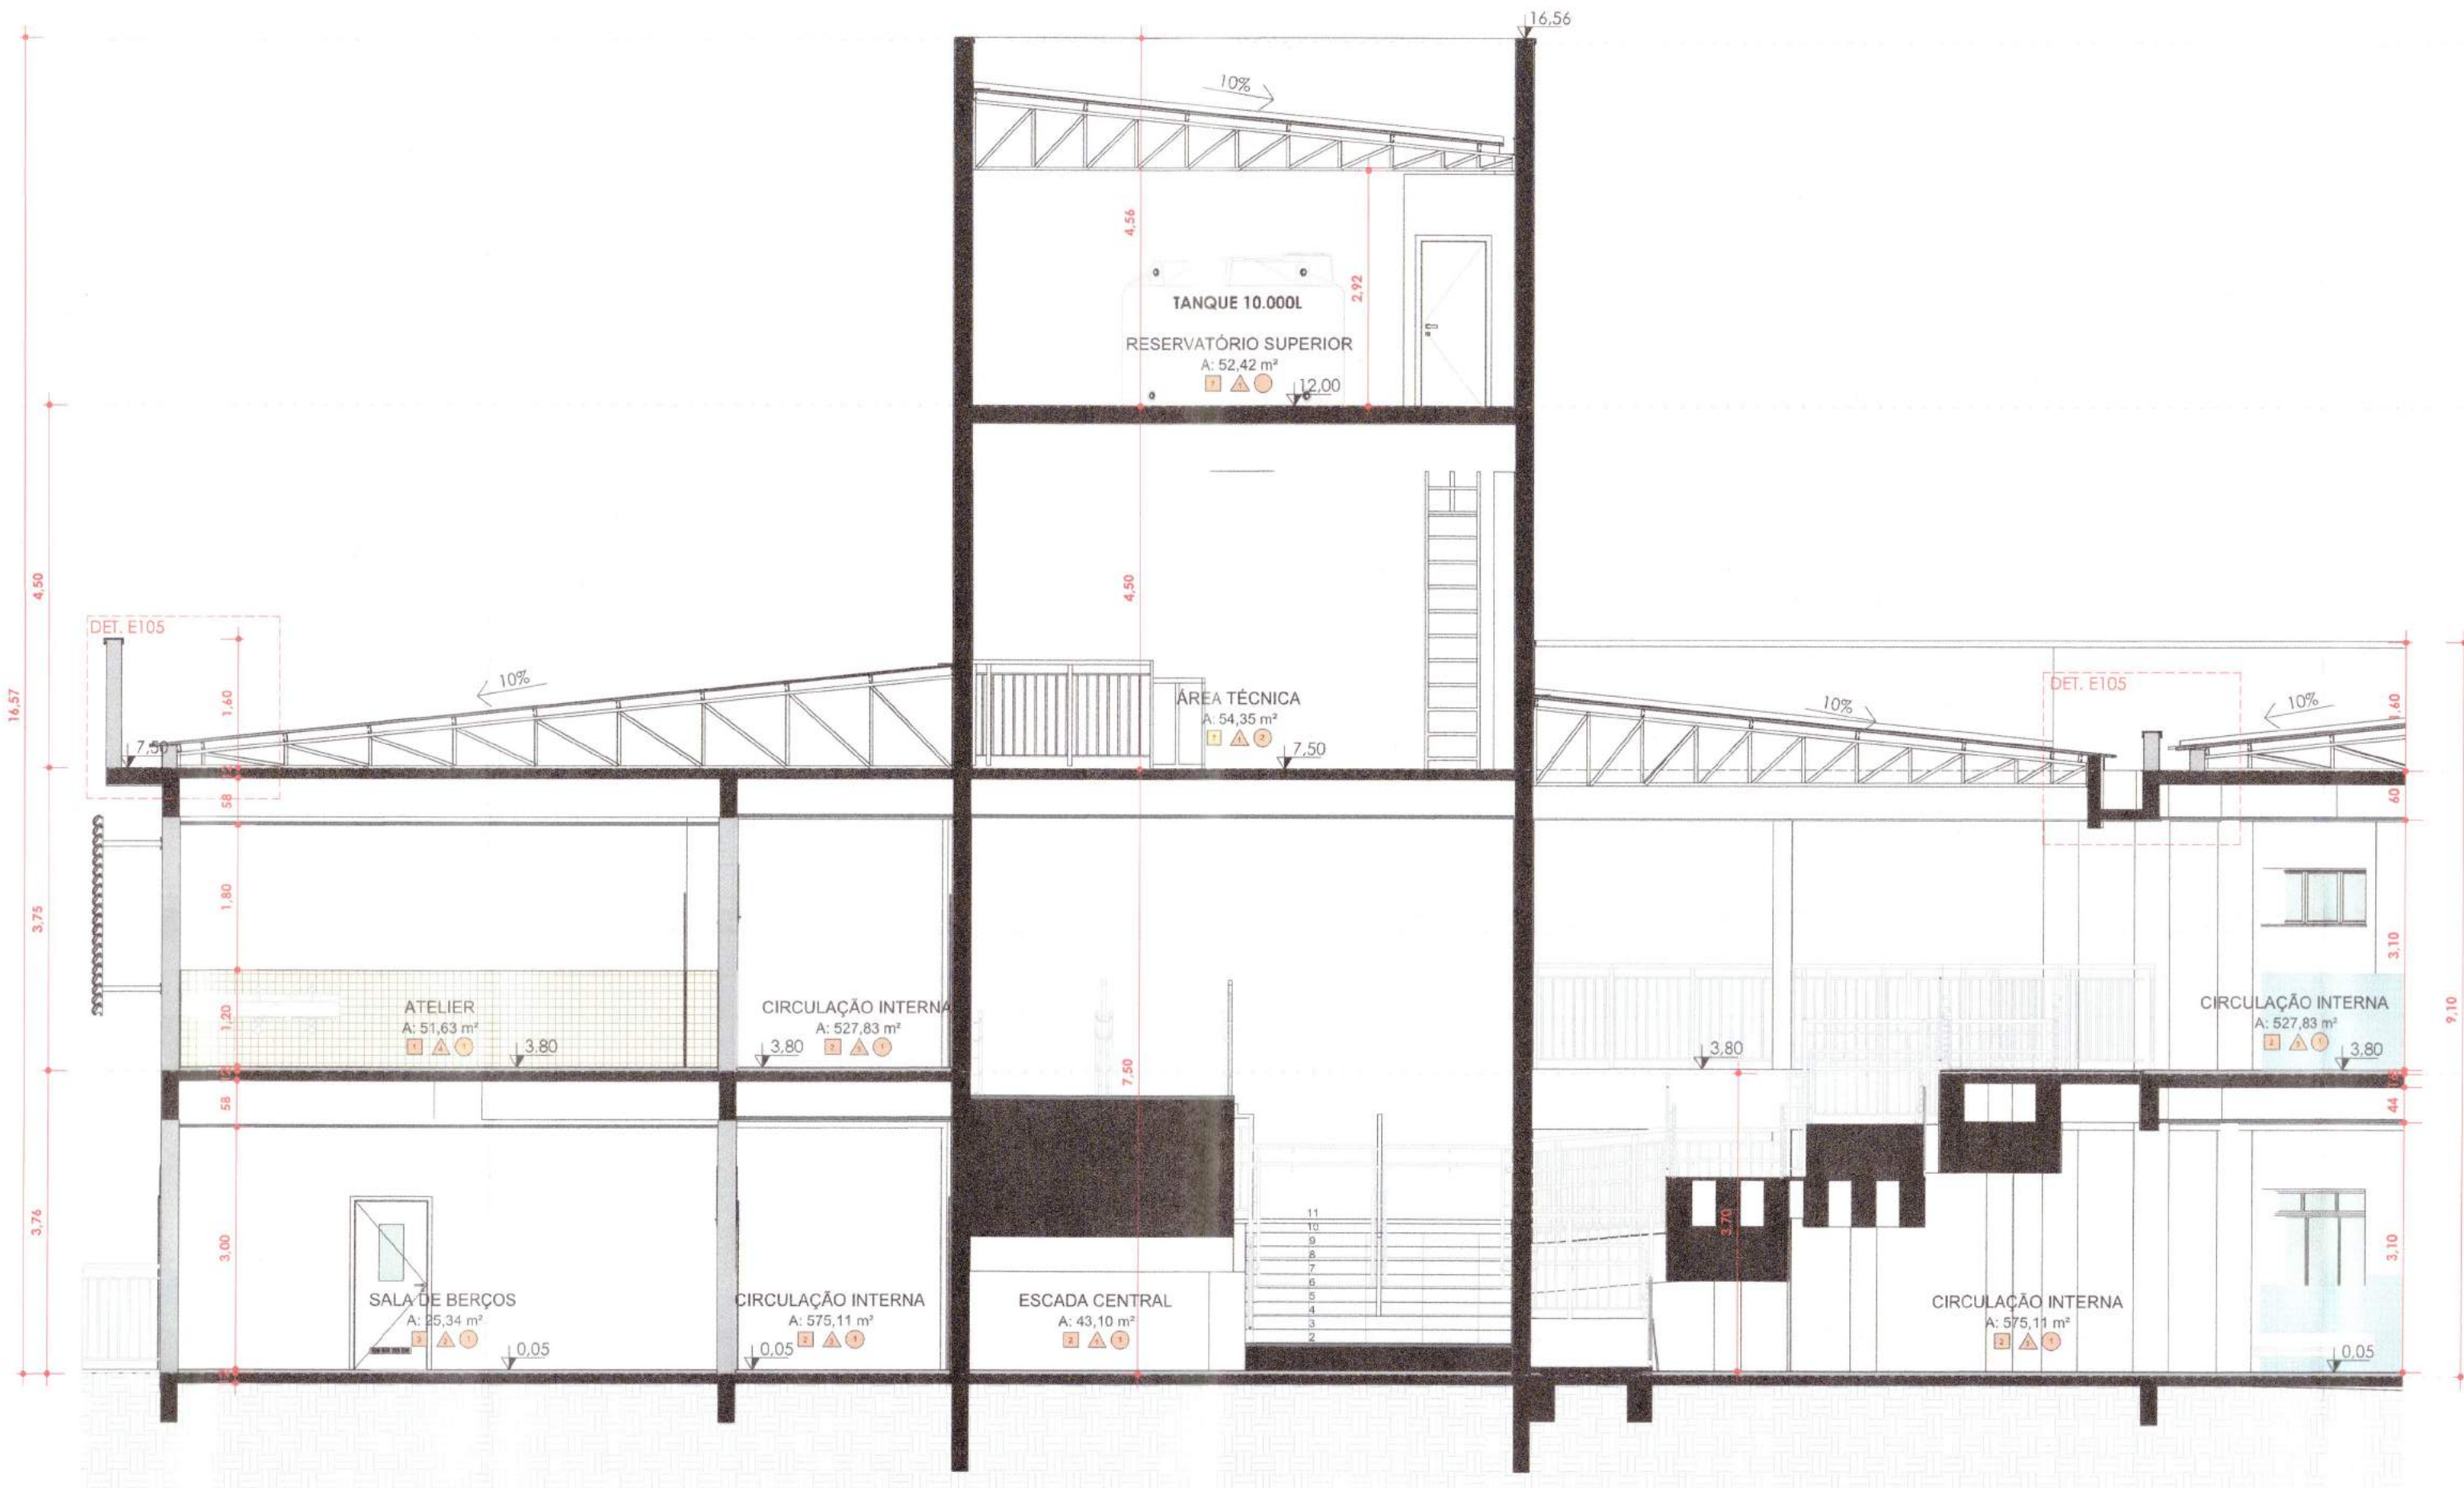 16,56
10%
4,56
2,92
TANQUE 10.000L
RESERVATÓRIO SUPERIOR
A: 52,42 m²
12,00
4,50
4,50
16,57
DET. E105
1,60
10%
7,50
ÁREA TÉCNICA
A: 54,35 m²
7,50
10%
DET. E105
10%
1,60
58
60
3,75
1,80
3,10
9,10
ATELIER
A: 51,63 m²
1,20
3,80
CIRCULAÇÃO INTERNA
A: 527,83 m²
3,80
7,50
3,80
CIRCULAÇÃO INTERNA
A: 527,83 m²
3,80
58
44
3,76
3,00
3,70
3,10
11
10
9
8
7
6
5
4
3
2
SALA DE BERÇOS
A: 25,34 m²
0,05
CIRCULAÇÃO INTERNA
A: 575,11 m²
0,05
ESCADA CENTRAL
A: 43,10 m²
CIRCULAÇÃO INTERNA
A: 575,11 m²
0,05